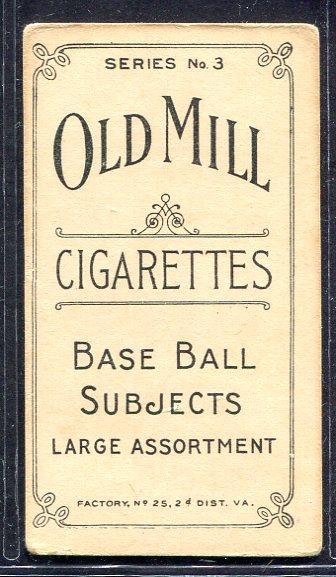 SERIES No. 3
OLD MILL
CIGARETTES
BASE BALL
SUBJECTS
LARGE ASSORTMENT
FACTORY, Nº 25, 2ᵈ DIST. VA.